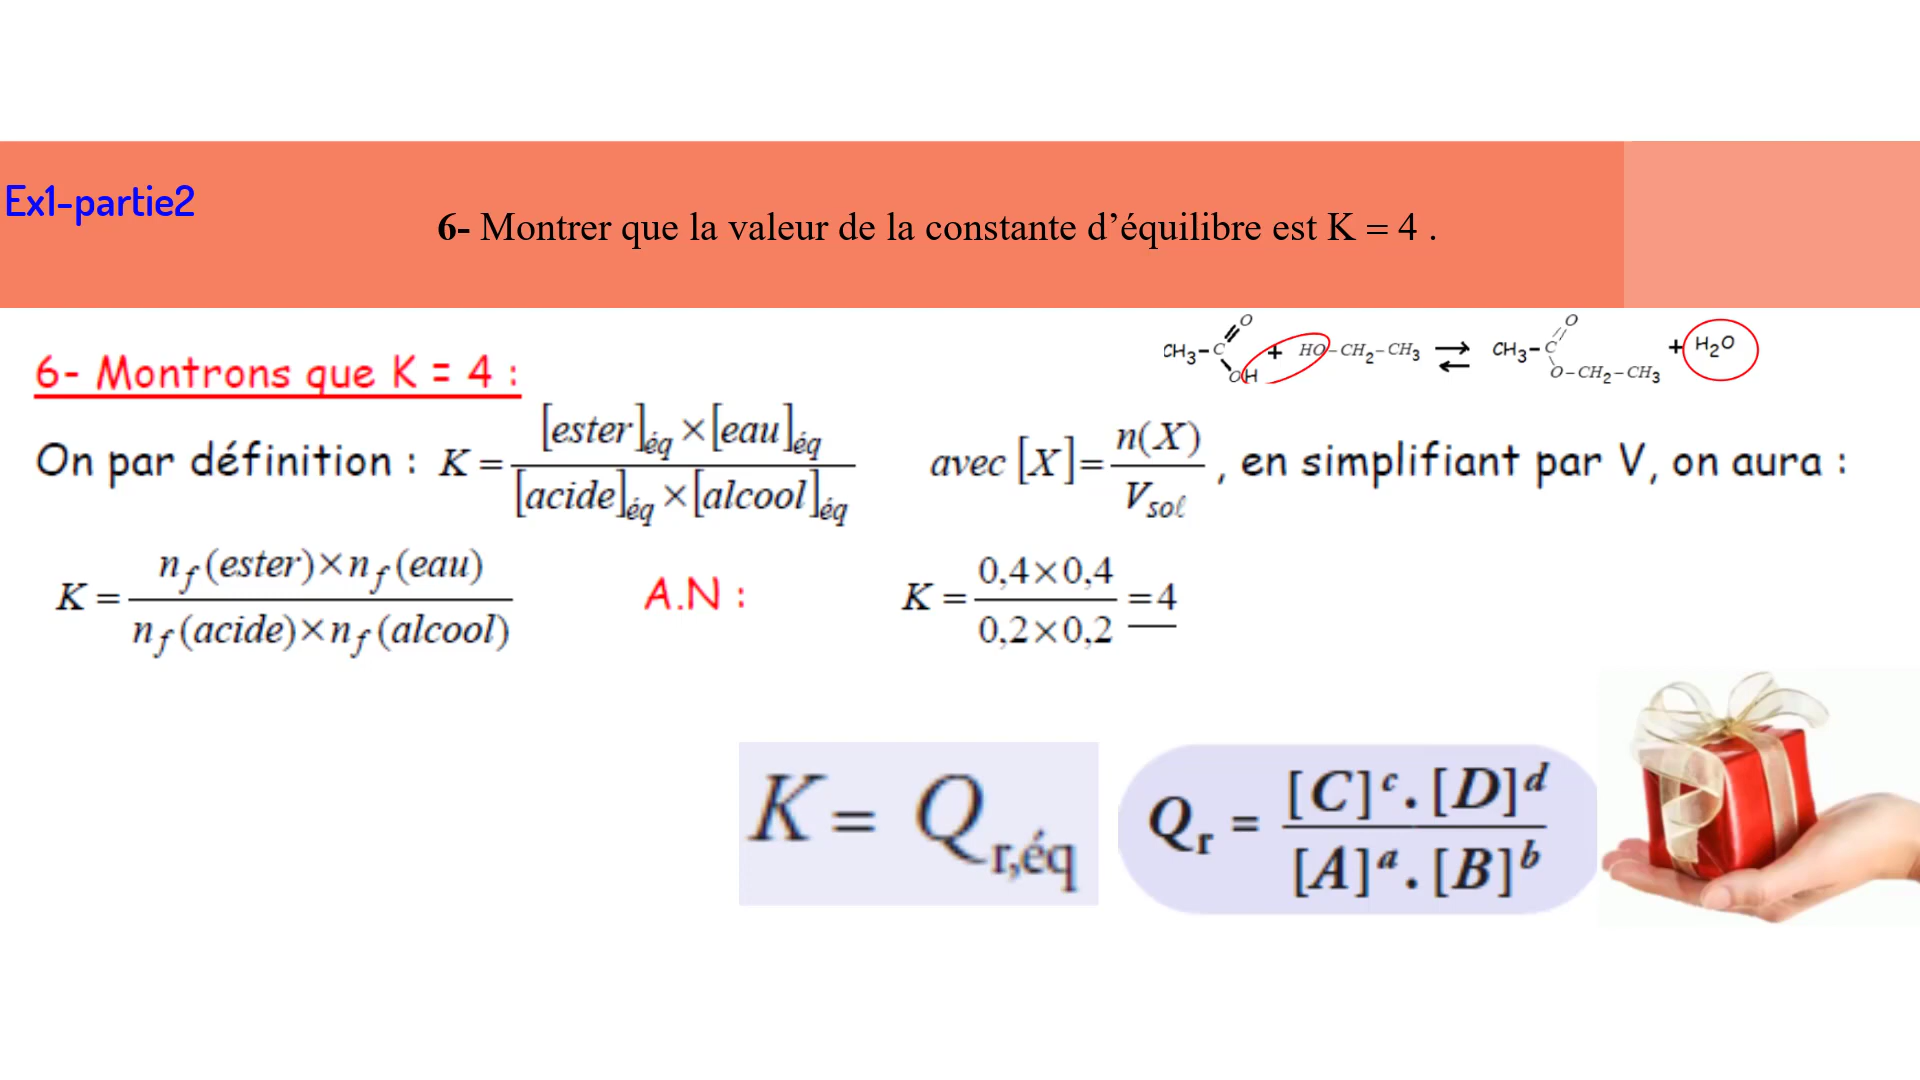 Ex1-partie2
6- Montrer que la valeur de la constante d'équilibre est K = 4 .
CH3-C(=O)-OH + HO-CH2-CH3 ⇌ CH3-C(=O)-O-CH2-CH3 + H2O
6- Montrons que K = 4 :
On par définition : K = [ester]éq × [eau]éq / [acide]éq × [alcool]éq avec [X] = n(X) / Vsol , en simplifiant par V, on aura :
K = nf(ester)×nf(eau) / nf(acide)×nf(alcool) A.N : K = 0,4×0,4 / 0,2×0,2 = 4
K = Qr,éq
Qr = [C]^c . [D]^d / [A]^a . [B]^b